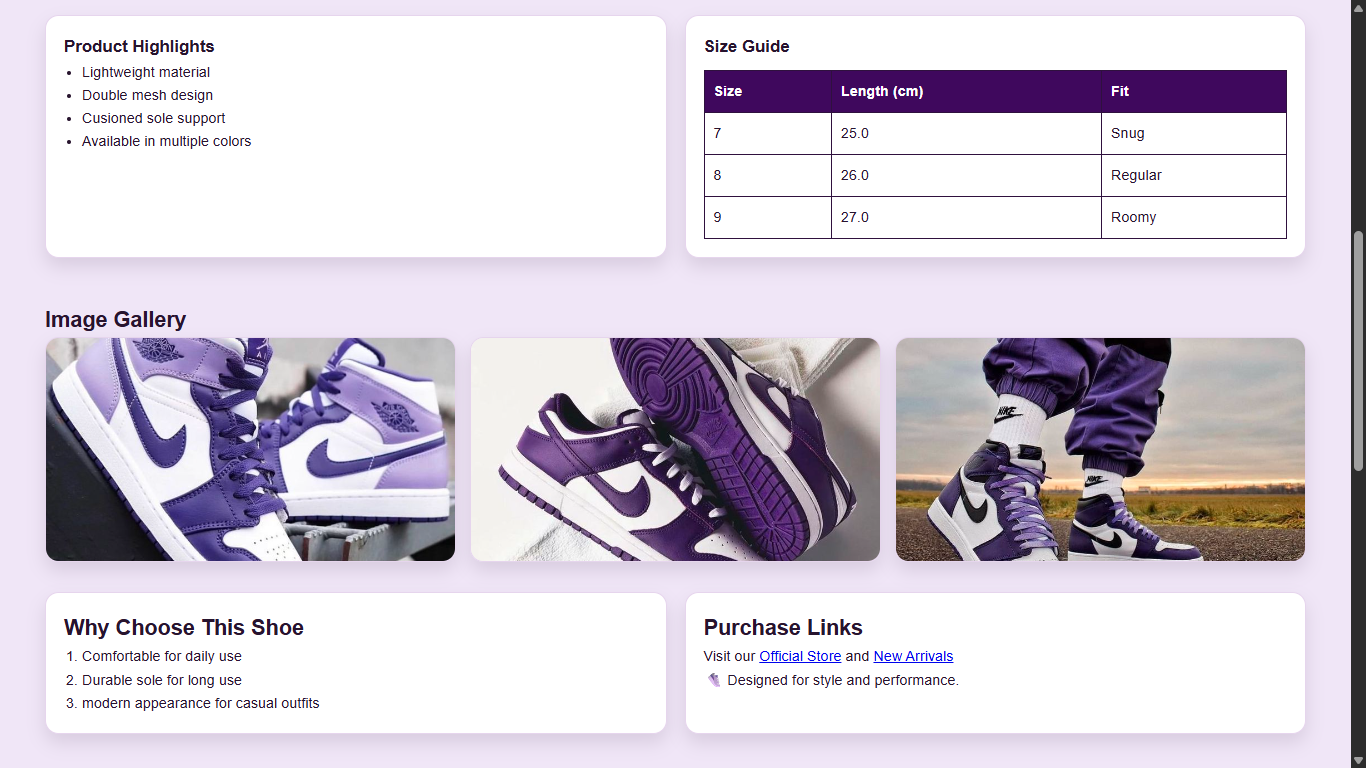 Product Highlights
Lightweight material
Double mesh design
Cusioned sole support
Available in multiple colors
Size Guide
Size Length (cm) Fit
7 25.0 Snug
8 26.0 Regular
9 27.0 Roomy
Image Gallery
NIKE
NIKE
Why Choose This Shoe
1. Comfortable for daily use
2. Durable sole for long use
3. modern appearance for casual outfits
Purchase Links
Visit our Official Store and New Arrivals
Designed for style and performance.